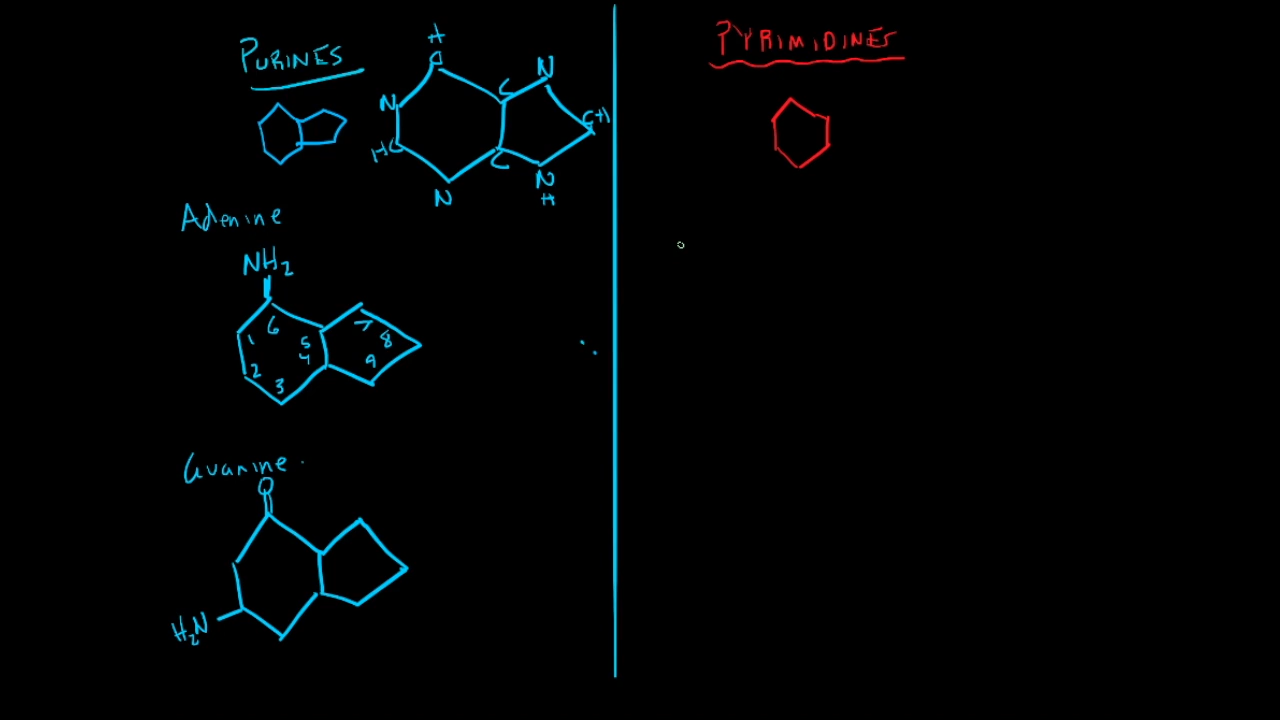 PURINES
H
C
N
C
N
HC
CH
C
N
N
H
Adenine
NH2
6
1
5
7
8
2
4
9
3
Guanine
O
H2N
PYRIMIDINES